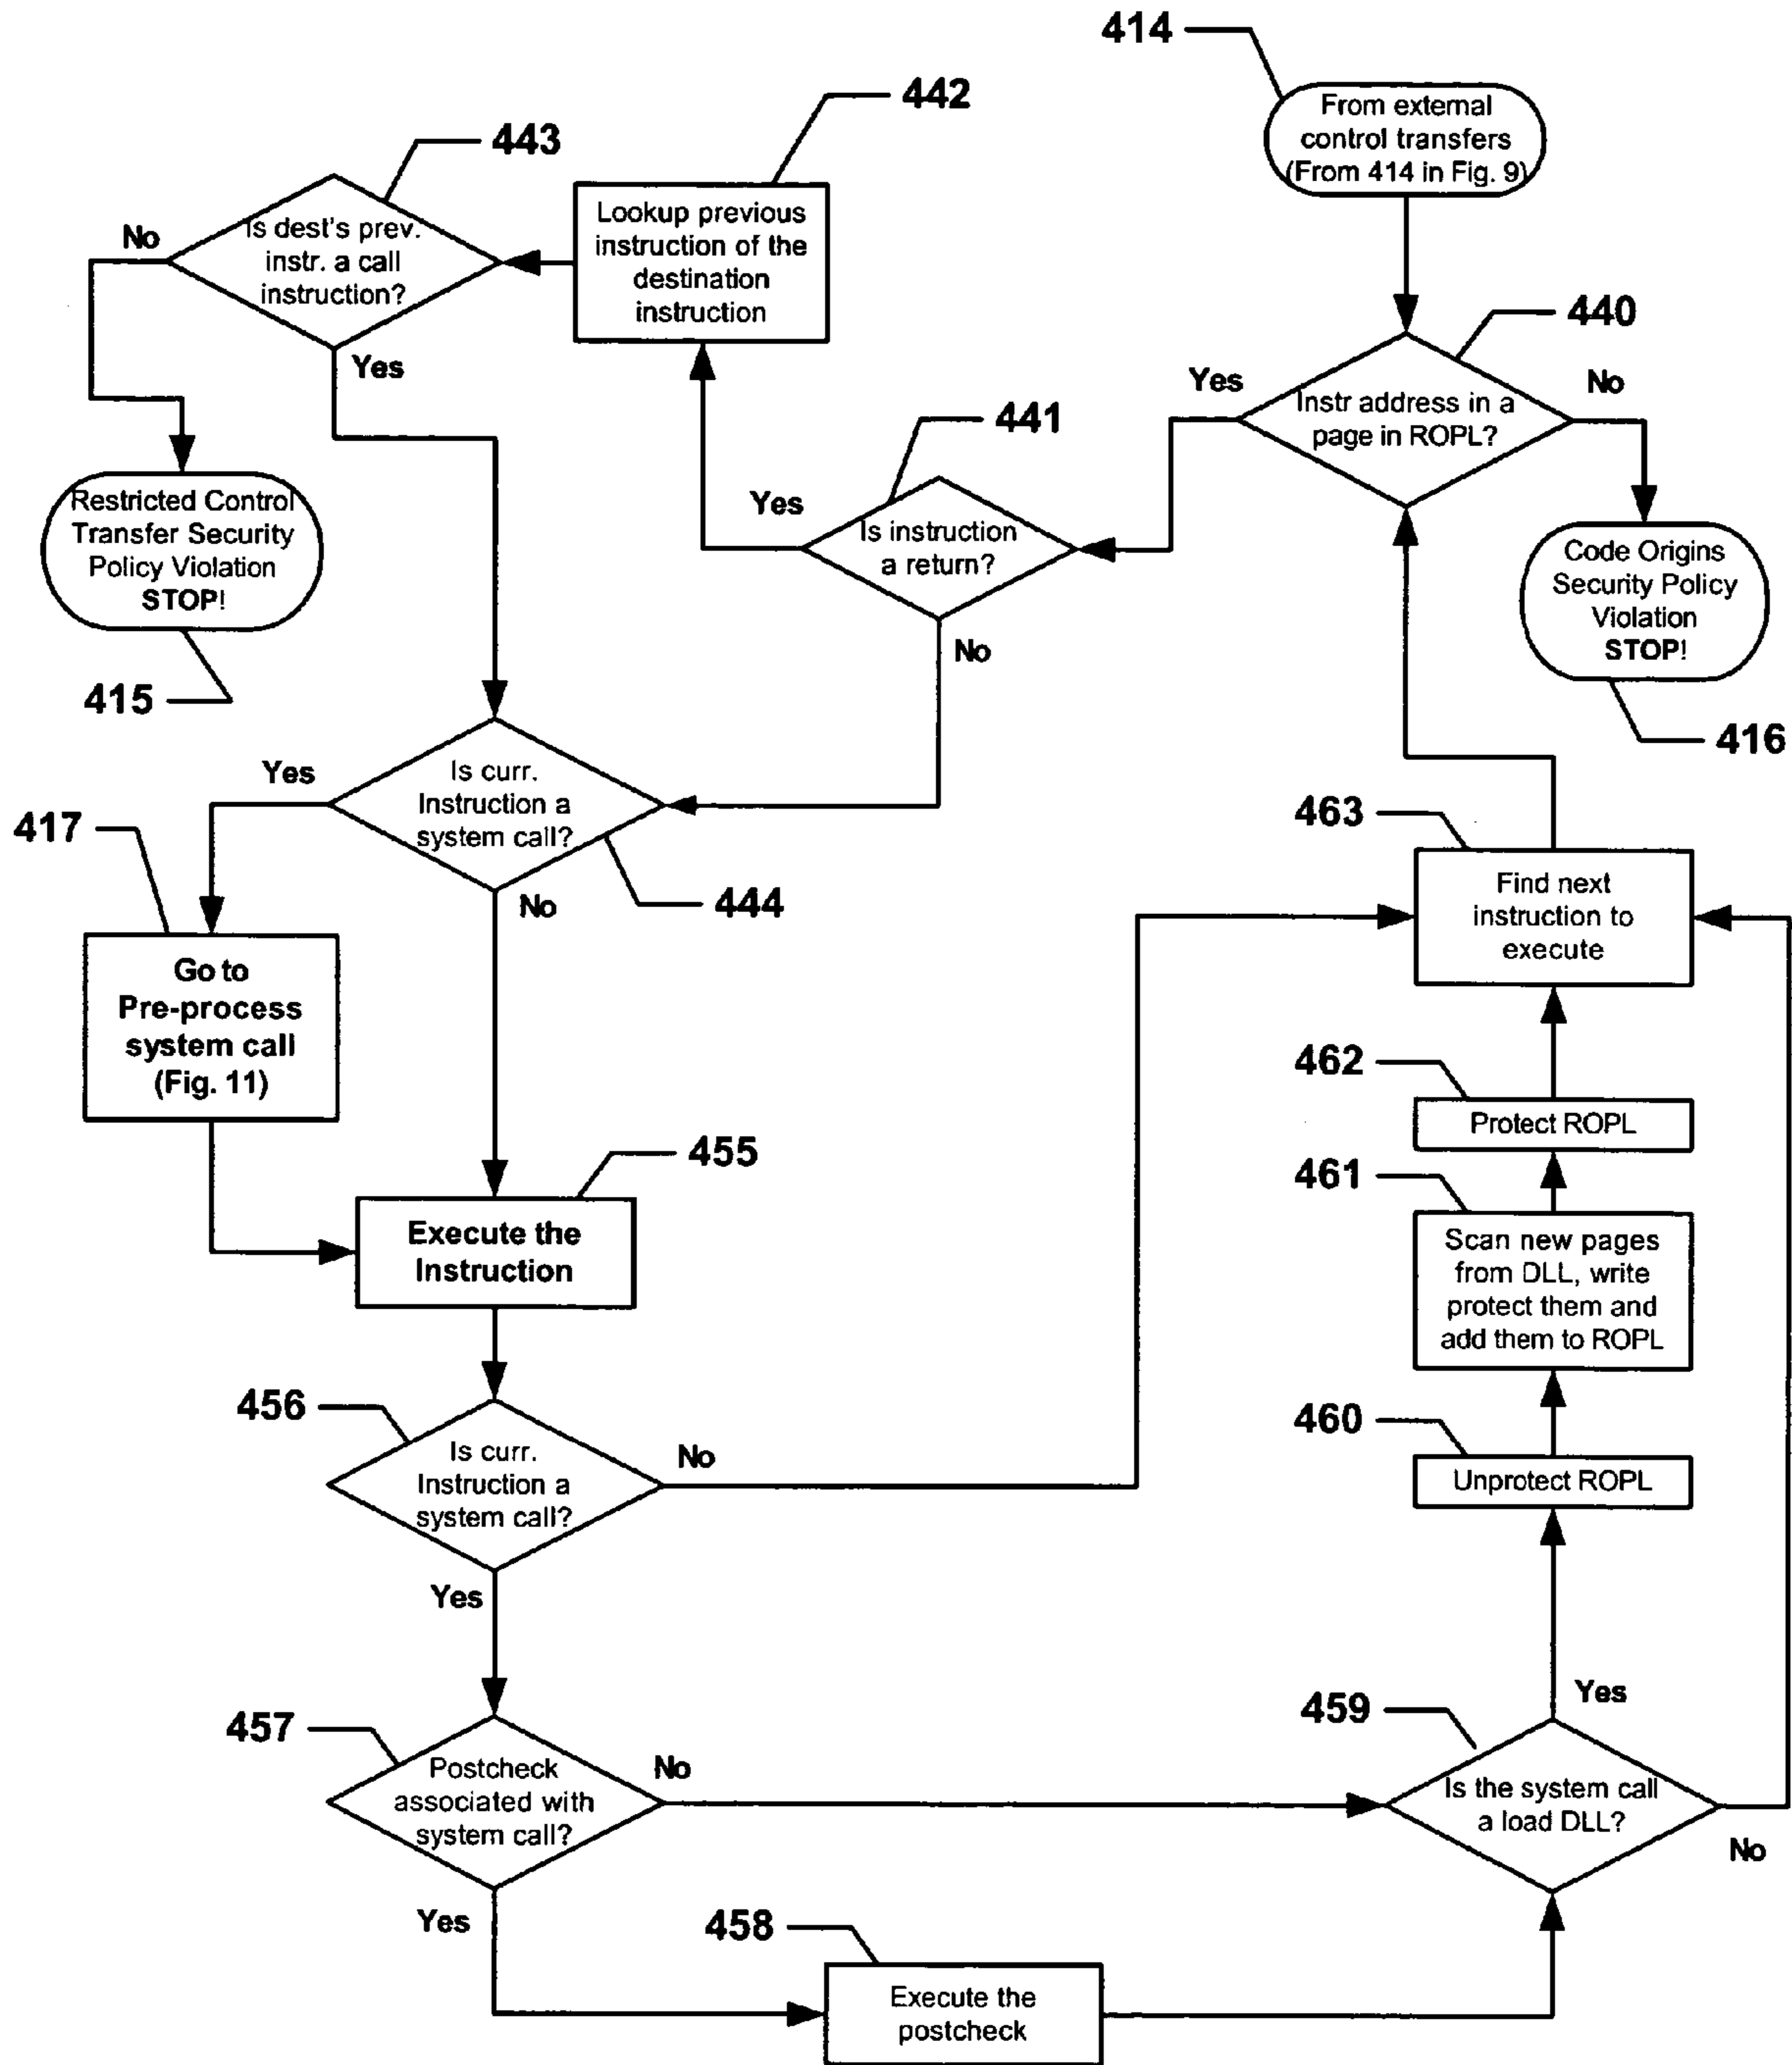 414
From external
control transfers
(From 414 in Fig. 9)
442
443
Lookup previous
instruction of the
destination
instruction
Is dest's prev.
instr. a call
instruction?
No
Yes
440
Instr address in a
page in ROPL?
Yes
No
441
Is instruction
a return?
Yes
No
Restricted Control
Transfer Security
Policy Violation
STOP!
415
Code Origins
Security Policy
Violation
STOP!
416
Is curr.
Instruction a
system call?
Yes
No
444
417
Go to
Pre-process
system call
(Fig. 11)
463
Find next
instruction to
execute
462
Protect ROPL
455
Execute the
Instruction
461
Scan new pages
from DLL, write
protect them and
add them to ROPL
456
Is curr.
Instruction a
system call?
No
Yes
460
Unprotect ROPL
457
Postcheck
associated with
system call?
No
Yes
459
Is the system call
a load DLL?
Yes
No
458
Execute the
postcheck